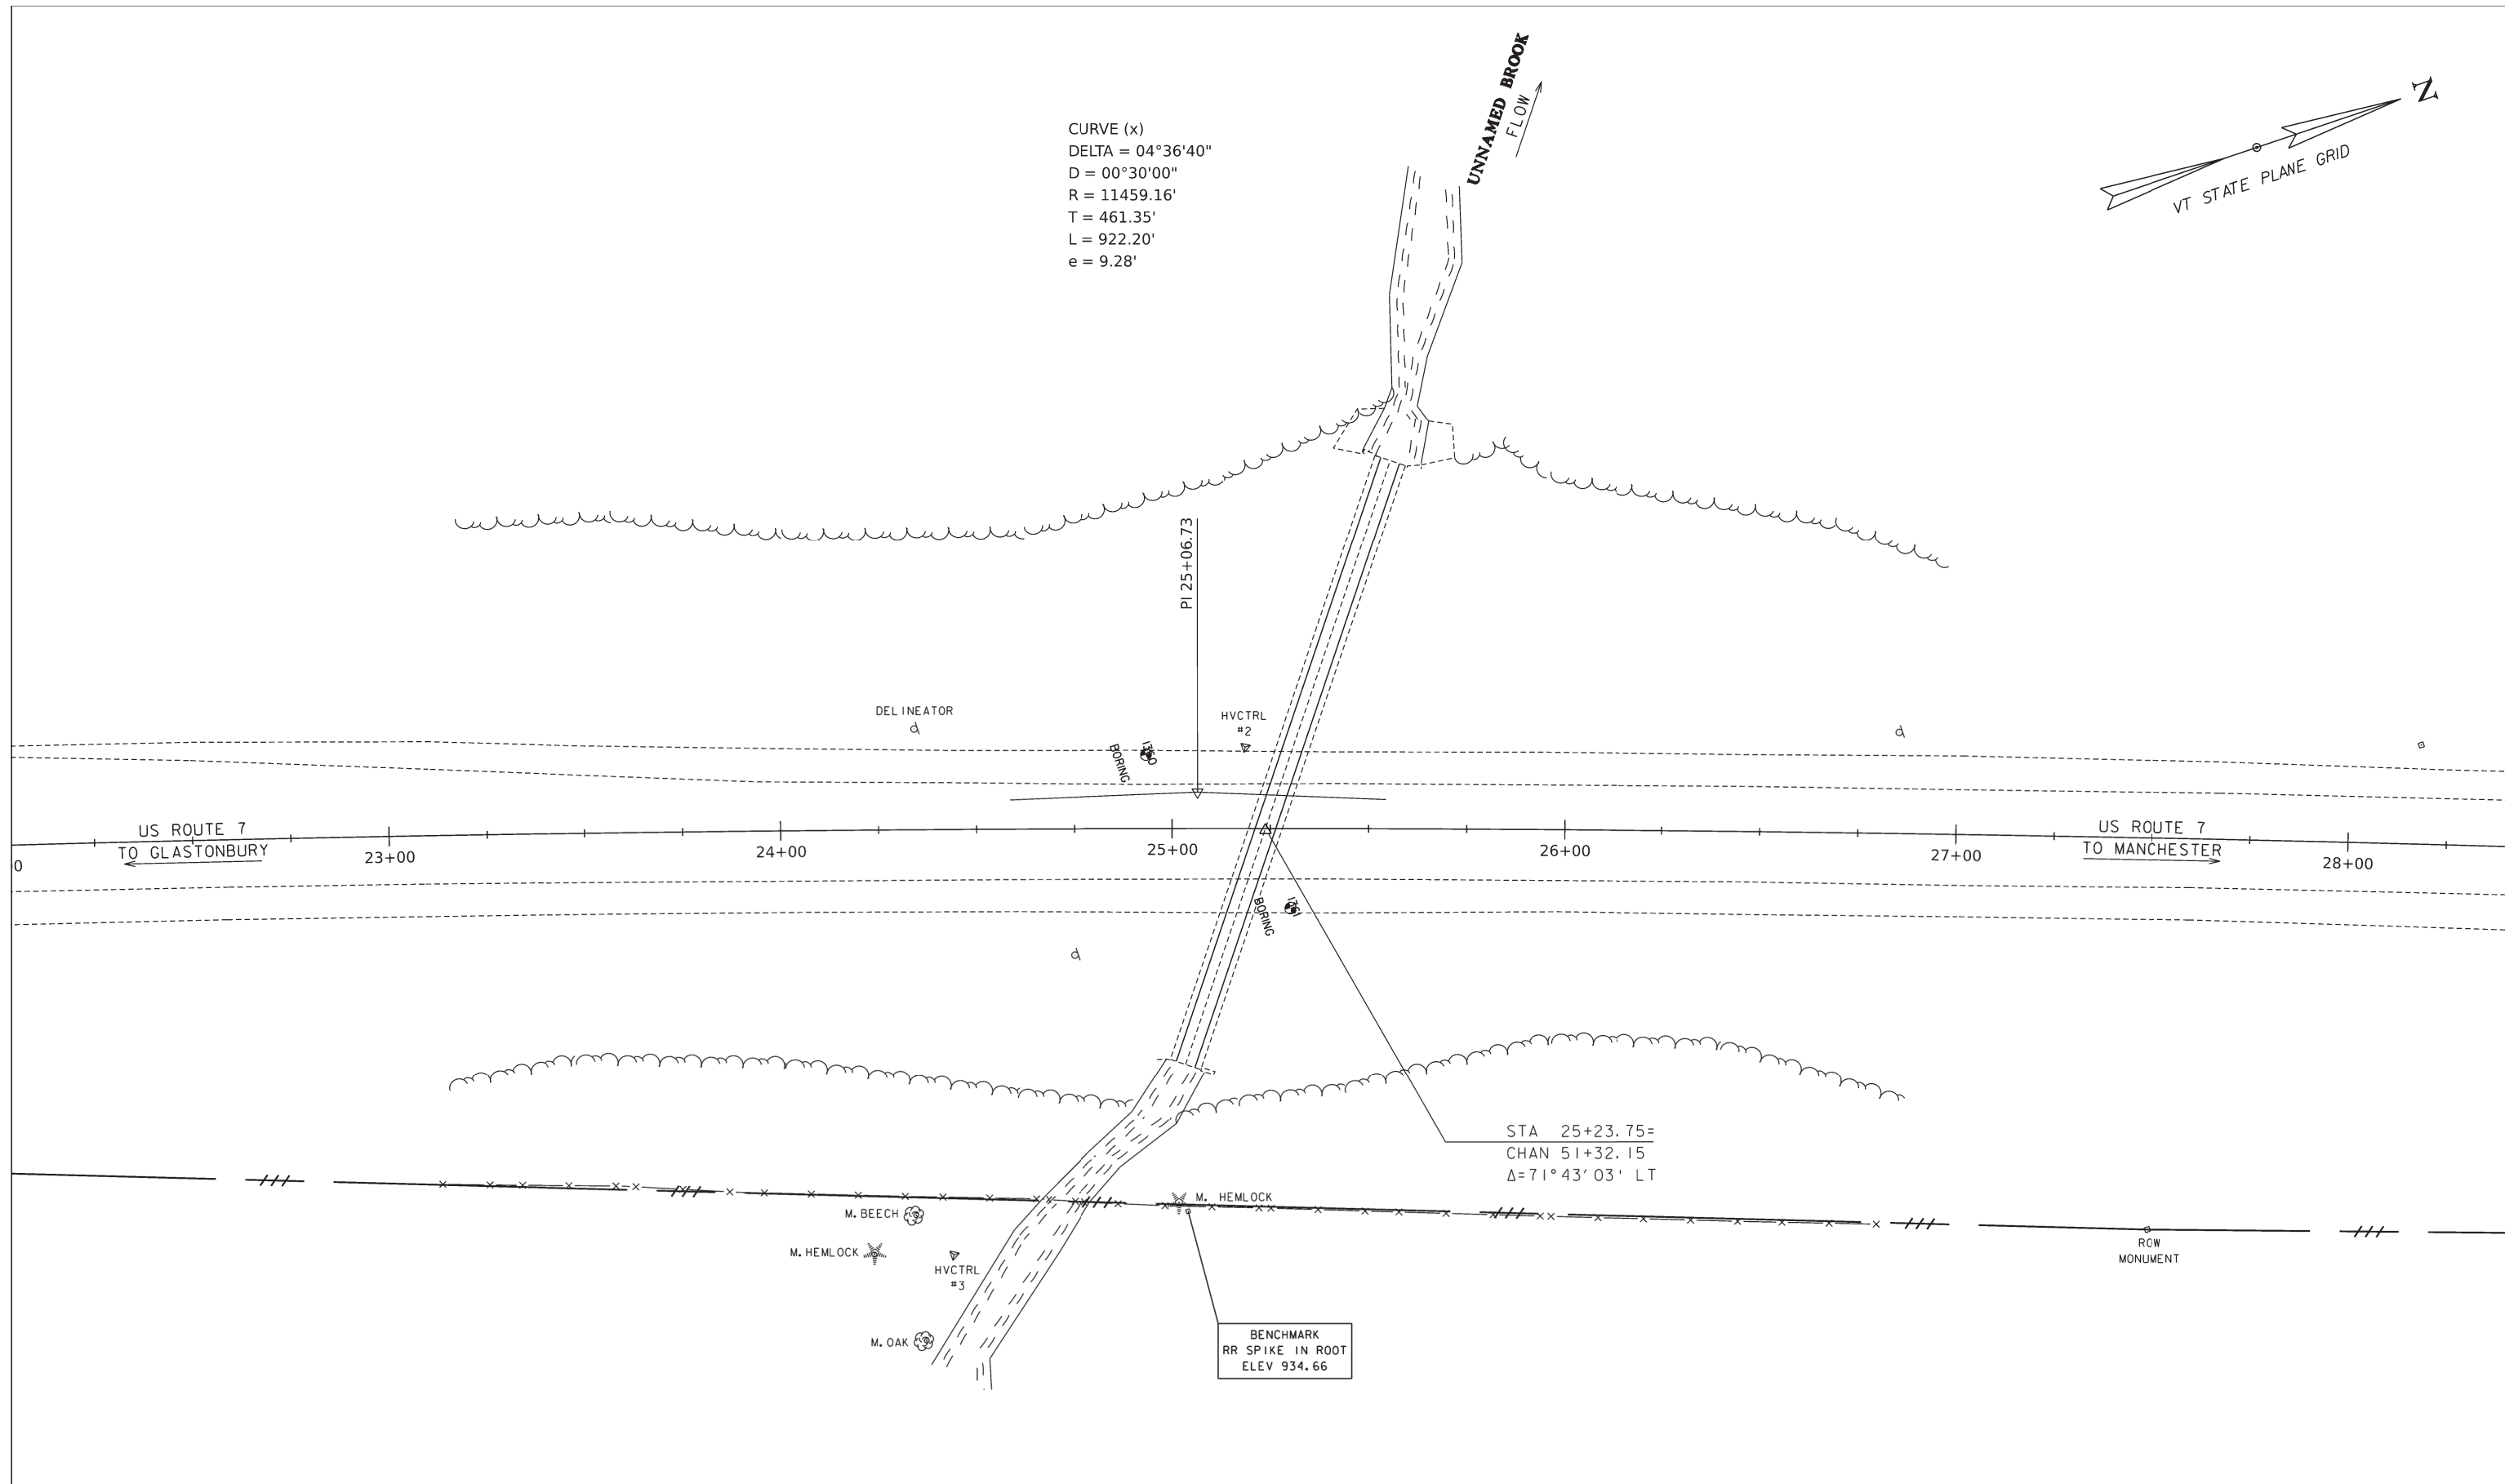 UNNAMED BROOK
FLOW
Z
VT STATE PLANE GRID
CURVE (x)
DELTA = 04°36'40"
D = 00°30'00"
R = 11459.16'
T = 461.35'
L = 922.20'
e = 9.28'
PI 25+06.73
DELINEATOR
HVCTRL
#2
BORING
1360
US ROUTE 7
TO GLASTONBURY
0
23+00
24+00
25+00
26+00
27+00
28+00
US ROUTE 7
TO MANCHESTER
BORING
1361
STA 25+23.75=
CHAN 51+32.15
Δ=71°43'03' LT
M. HEMLOCK
M. BEECH
M. HEMLOCK
HVCTRL
#3
ROW
MONUMENT
M. OAK
BENCHMARK
RR SPIKE IN ROOT
ELEV 934.66